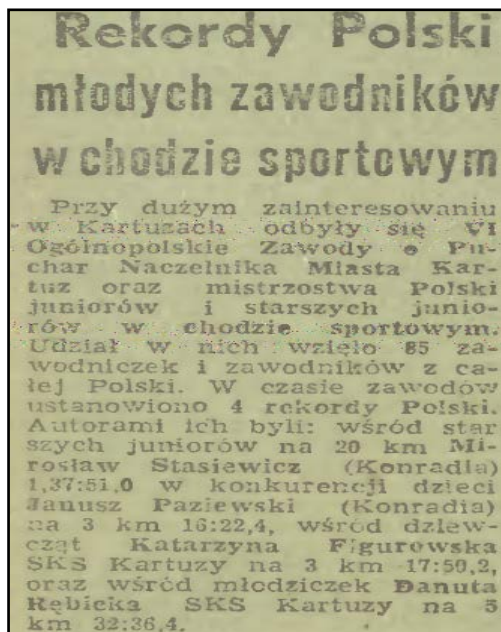 Rekordy Polski
młodych zawodników
w chodzie sportowym
Przy dużym zainteresowaniu
w Kartuzach odbyły się VI
Ogólnopolskie Zawody o Pu-
char Naczelnika Miasta Kar-
tuz oraz mistrzostwa Polski
juniorów i starszych junio-
rów w chodzie sportowym.
Udział w nich wzięło 85 za-
wodniczek i zawodników z ca-
łej Polski. W czasie zawodów
ustanowiono 4 rekordy Polski.
Autorami ich byli: wśród star
szych juniorów na 20 km Mi-
rosław Stasiewicz (Konradia)
1,37:51,0 w konkurencji dzieci
Janusz Paziewski (Konradia)
na 3 km 16:22,4, wśród dziew-
cząt Katarzyna Figurowska
SKS Kartuzy na 3 km 17:50,2,
oraz wśród młodziczek Danuta
Rębicka SKS Kartuzy na 5
km 32:36,4.